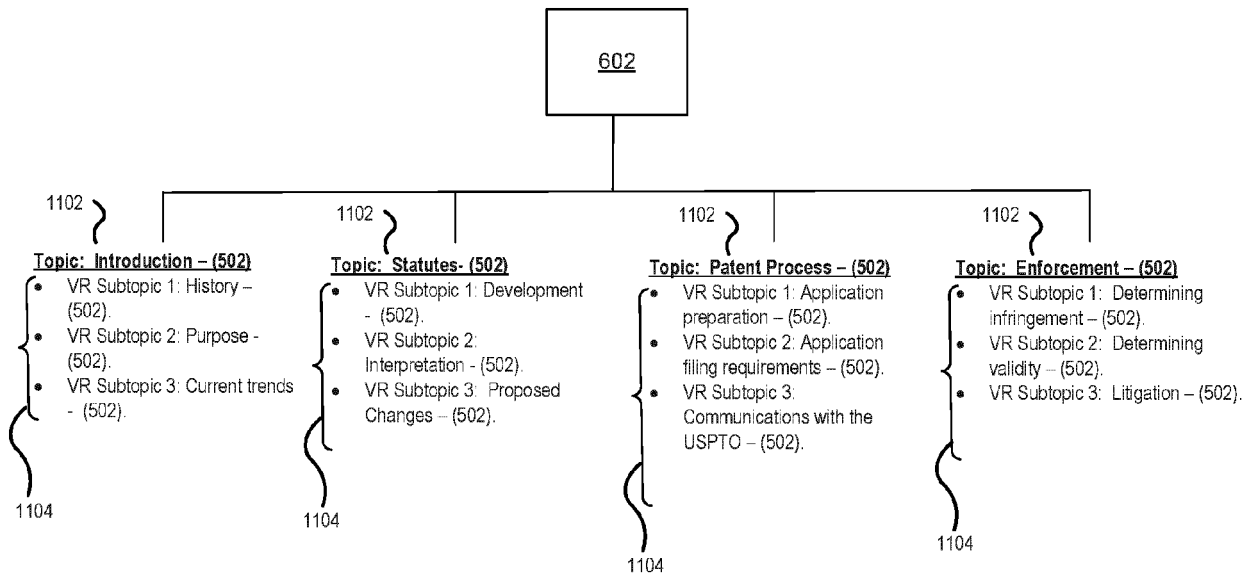 602
1102
Topic: Introduction – (502)
• VR Subtopic 1: History –
(502).
• VR Subtopic 2: Purpose -
(502).
• VR Subtopic 3: Current trends
- (502).
1104
1102
Topic: Statutes- (502)
• VR Subtopic 1: Development
- (502).
• VR Subtopic 2:
Interpretation - (502).
• VR Subtopic 3: Proposed
Changes – (502).
1104
1102
Topic: Patent Process – (502)
• VR Subtopic 1: Application
preparation – (502).
• VR Subtopic 2: Application
filing requirements – (502).
• VR Subtopic 3:
Communications with the
USPTO – (502).
1104
1102
Topic: Enforcement – (502)
• VR Subtopic 1: Determining
infringement – (502).
• VR Subtopic 2: Determining
validity – (502).
• VR Subtopic 3: Litigation – (502).
1104